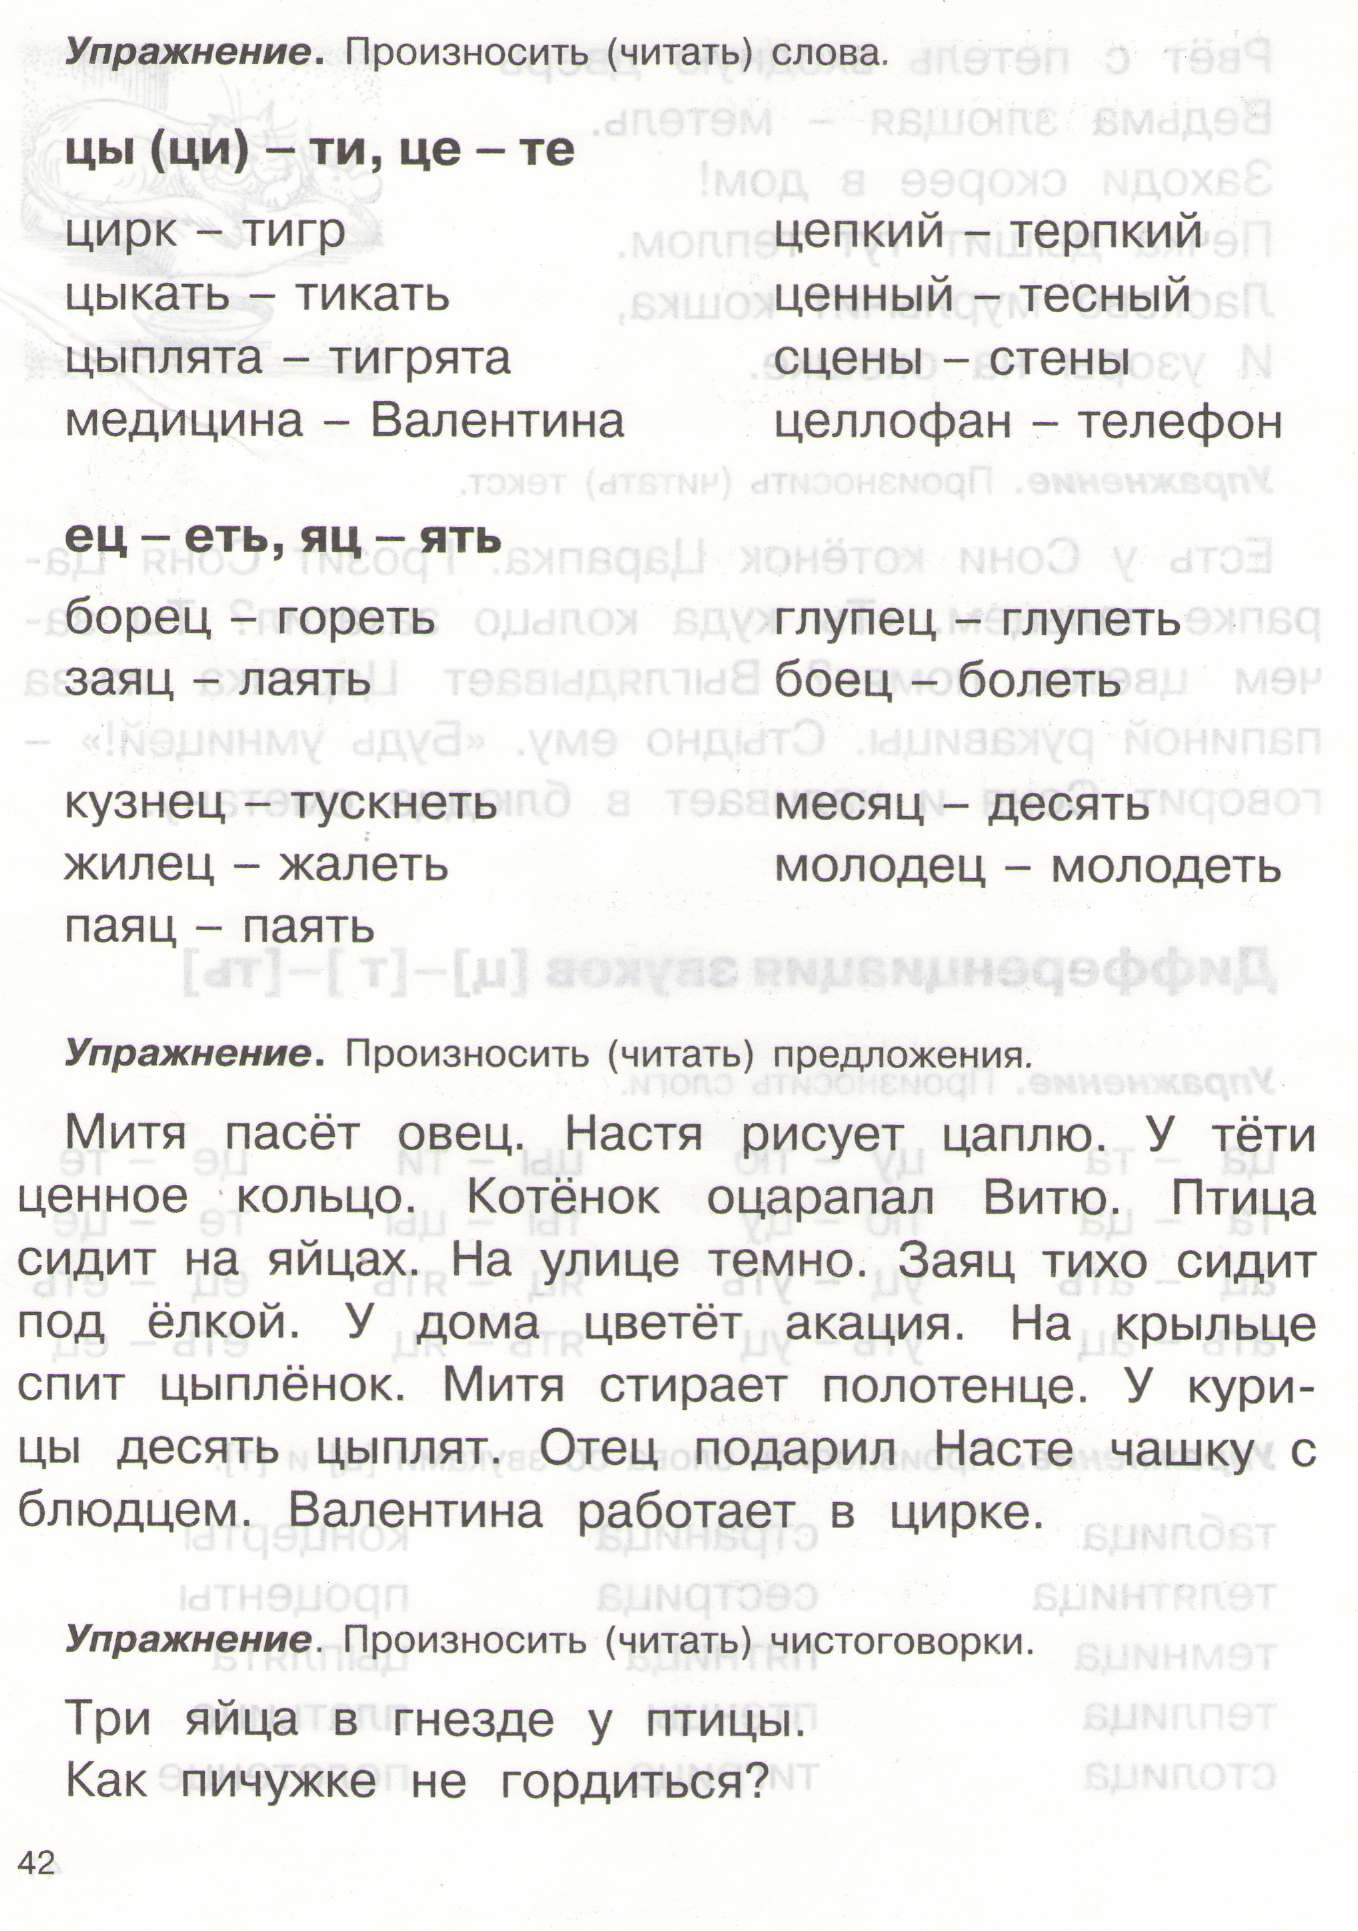 Упражнение. Произносить (читать) слова.
цы (ци) – ти, це – те
цирк – тигр цепкий – терпкий
цыкать – тикать ценный – тесный
цыплята – тигрята сцены – стены
медицина – Валентина целлофан – телефон
ец – еть, яц – ять
борец – гореть глупец – глупеть
заяц – лаять боец – болеть
кузнец – тускнеть месяц – десять
жилец – жалеть молодец – молодеть
паяц – паять
Упражнение. Произносить (читать) предложения.
Митя пасёт овец. Настя рисует цаплю. У тёти
ценное кольцо. Котёнок оцарапал Витю. Птица
сидит на яйцах. На улице темно. Заяц тихо сидит
под ёлкой. У дома цветёт акация. На крыльце
спит цыплёнок. Митя стирает полотенце. У кури-
цы десять цыплят. Отец подарил Насте чашку с
блюдцем. Валентина работает в цирке.
Упражнение. Произносить (читать) чистоговорки.
Три яйца в гнезде у птицы.
Как пичужке не гордиться?
42